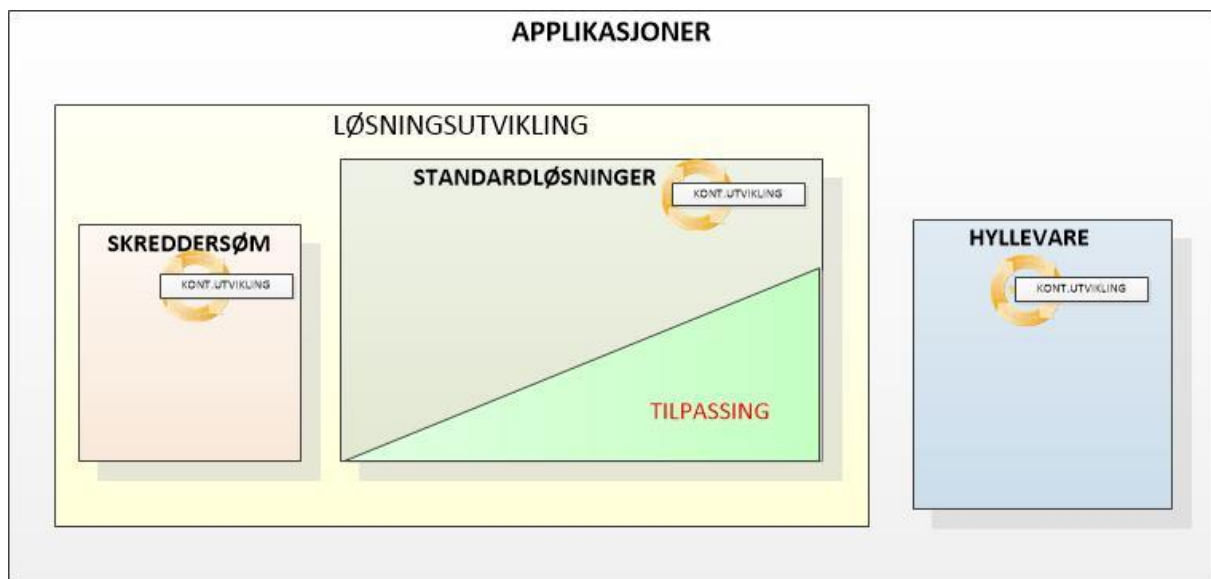 APPLIKASJONER
LØSNINGSUTVIKLING
STANDARDLØSNINGER
KONT.UTVIKLING
SKREDDERSØM
KONT.UTVIKLING
HYLLEVARE
KONT.UTVIKLING
TILPASSING